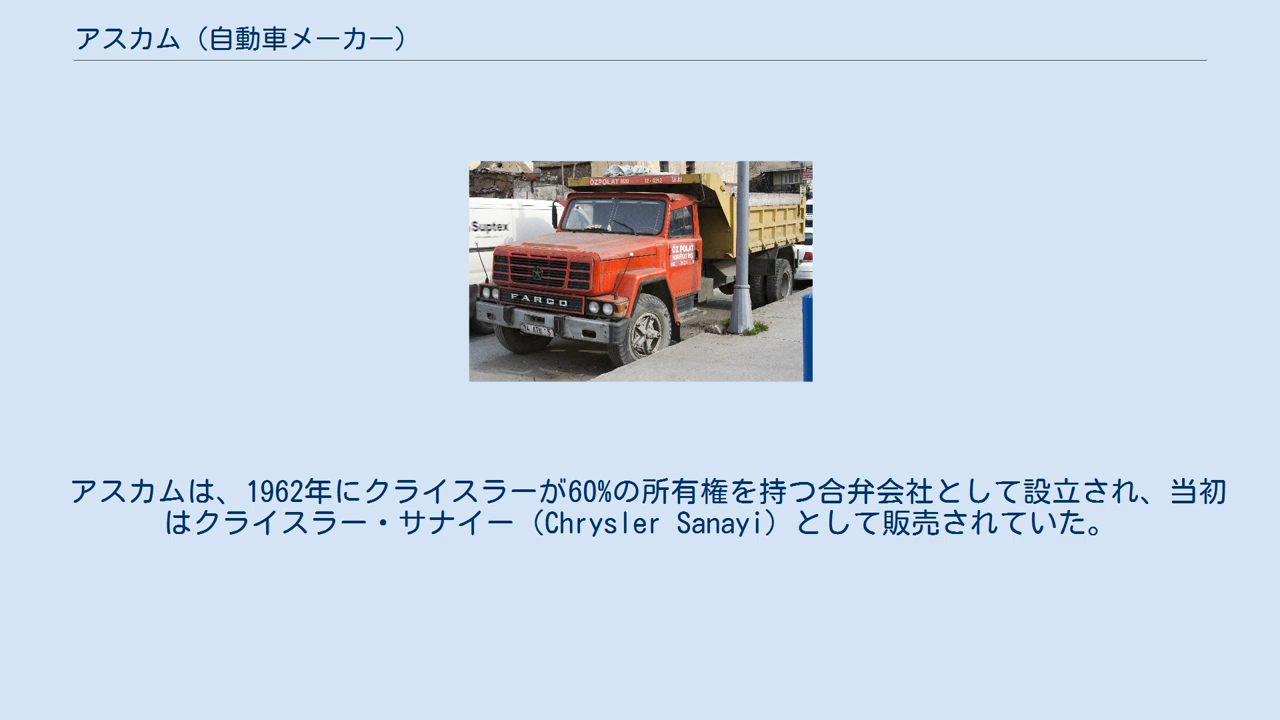 アスカム（自動車メーカー）
ÖZPOLAT
Suptex
ÖZ POLAT
FARGO
アスカムは、1962年にクライスラーが60%の所有権を持つ合弁会社として設立され、当初
はクライスラー・サナイー（Chrysler Sanayi）として販売されていた。